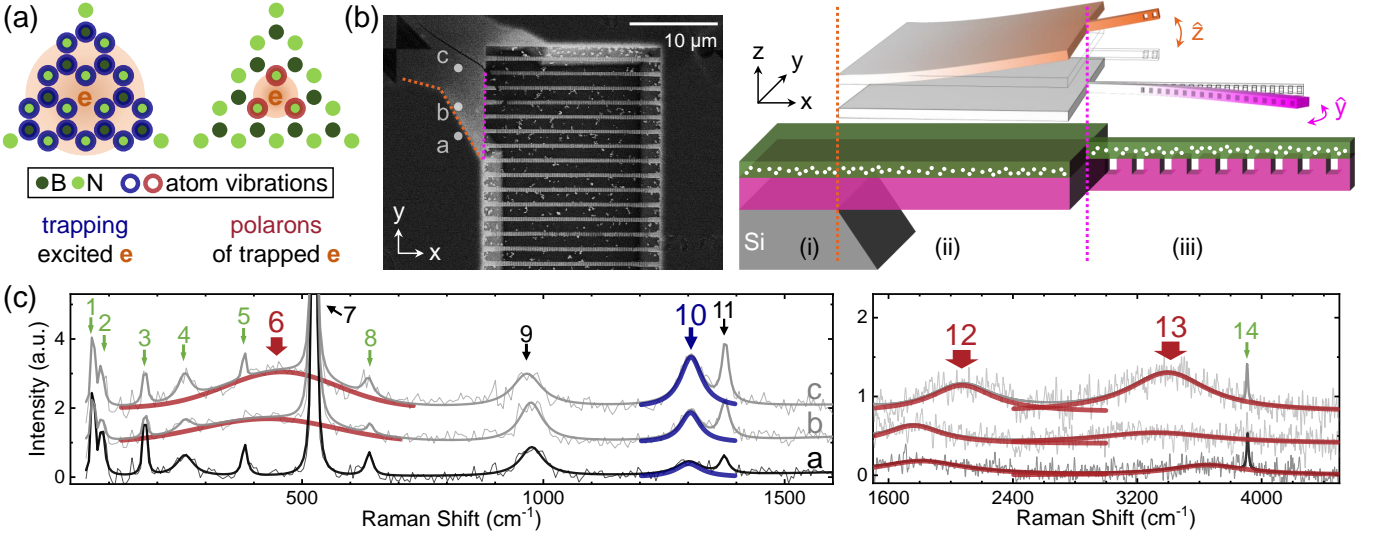 (a)
e
e
B N atom vibrations
trapping
excited e
polarons
of trapped e
(b)
10 μm
c
b
a
y
x
z
y
x
ẑ
ŷ
Si
(i)
(ii)
(iii)
(c)
1
2
3
4
5
6
7
8
9
10
11
c
b
a
4
2
0
Intensity (a.u.)
500
1000
1500
Raman Shift (cm⁻¹)
12
13
14
2
1
0
1600
2400
3200
4000
Raman Shift (cm⁻¹)